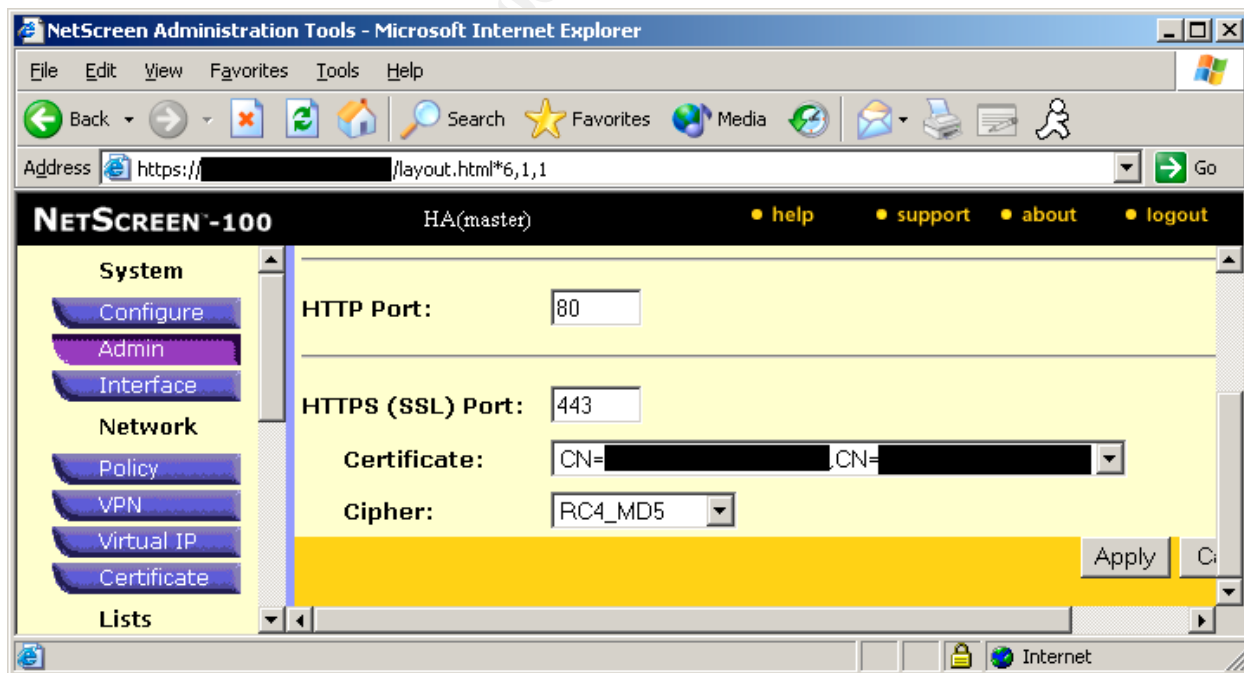 NetScreen Administration Tools - Microsoft Internet Explorer
File Edit View Favorites Tools Help
Back Search Favorites Media
Address https:// /layout.html*6,1,1 Go
NETSCREEN-100 HA(master) help support about logout
System
Configure
Admin
Interface
Network
Policy
VPN
Virtual IP
Certificate
Lists
HTTP Port: 80
HTTPS (SSL) Port: 443
Certificate: CN= ,CN=
Cipher: RC4_MD5
Apply
Internet